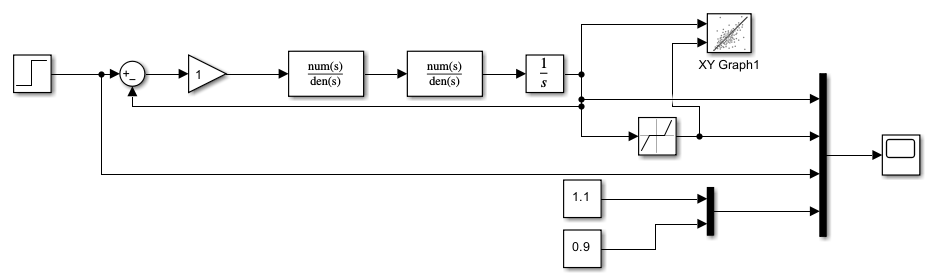 +
−
1
num(s)
den(s)
num(s)
den(s)
1
s
XY Graph1
1.1
0.9